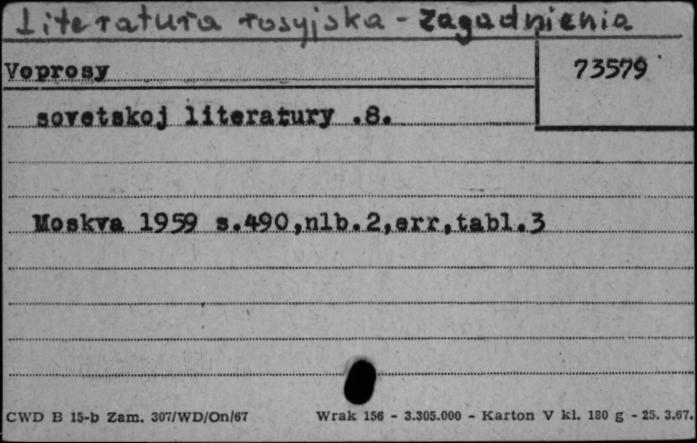 Literatura rosyjska - Zagadnienia
Voprosy
73579
sovetskoj literatury .8.
Moskva 1959 s.490,nlb.2,err,tabl.3
CWD B 15-b Zam. 307/WD/On/67 Wrak 156 - 3.305.000 - Karton V kl. 180 g - 25. 3.67.